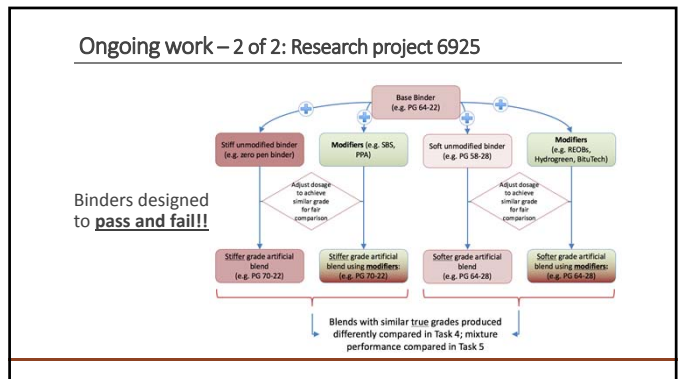 Ongoing work – 2 of 2: Research project 6925
Base Binder
(e.g. PG 64-22)
Stiff unmodified binder
(e.g. zero pen binder)
Modifiers (e.g. SBS,
PPA)
Soft unmodified binder
(e.g. PG 58-28)
Modifiers
(e.g. REOBs,
Hydrogreen, BituTech)
Binders designed
to pass and fail!!
Adjust dosage
to achieve
similar grade
for fair
comparison
Adjust dosage
to achieve
similar grade
for fair
comparison
Stiffer grade artificial
blend
(e.g. PG 70-22)
Stiffer grade artificial
blend using modifiers:
(e.g. PG 70-22)
Softer grade artificial
blend
(e.g. PG 64-28)
Softer grade artificial
blend using modifiers:
(e.g. PG 64-28)
Blends with similar true grades produced
differently compared in Task 4; mixture
performance compared in Task 5